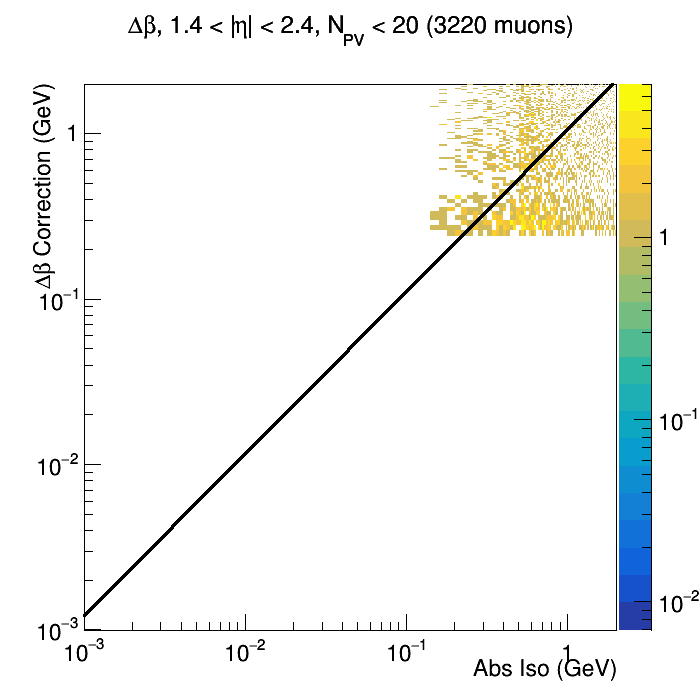 Δβ, 1.4 < |η| < 2.4, N_PV < 20 (3220 muons)
Δβ Correction (GeV)
1
10⁻¹
10⁻²
10⁻³
10⁻³ 10⁻² 10⁻¹ 1
Abs Iso (GeV)
1
10⁻¹
10⁻²